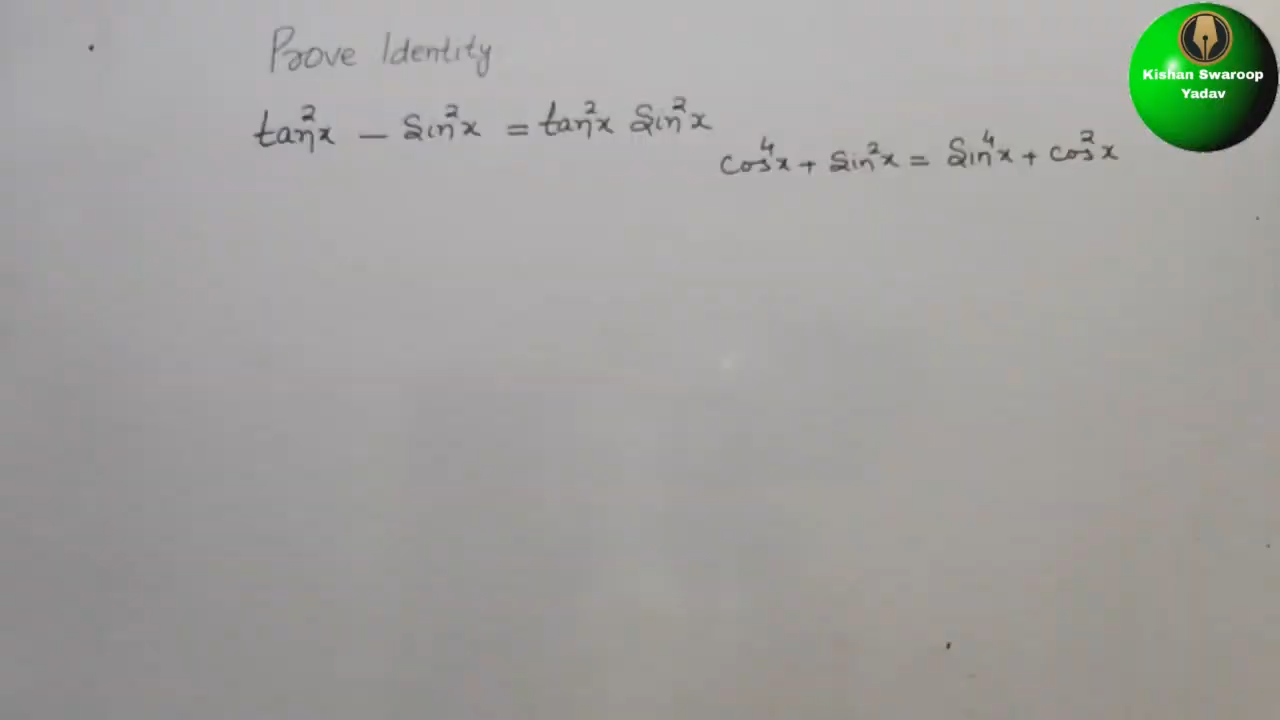 Prove Identity
tan²x – Sin²x = tan²x Sin²x
cos⁴x + Sin²x = Sin⁴x + cos²x
Kishan Swaroop
Yadav